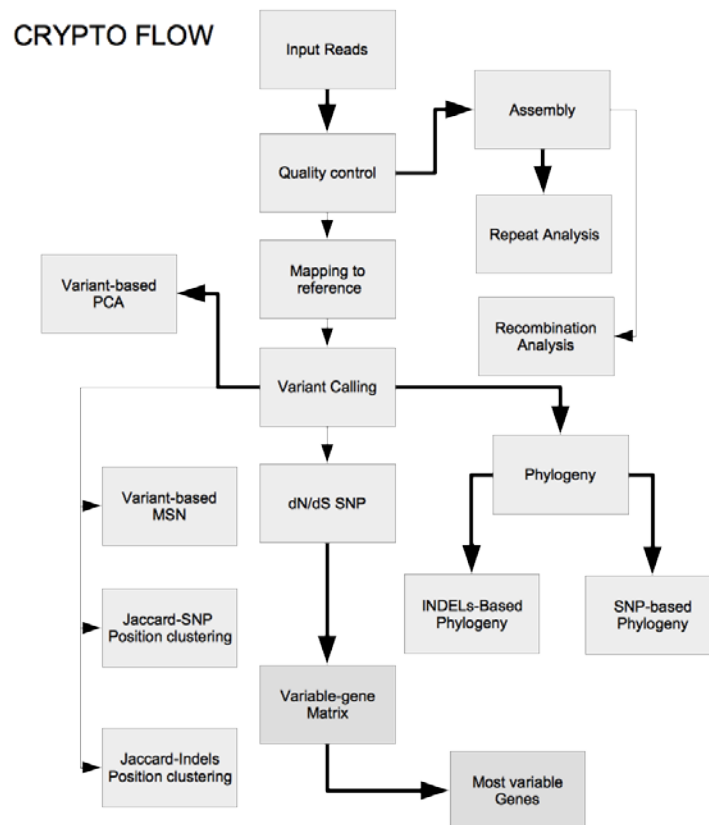 CRYPTO FLOW
Input Reads
Assembly
Quality control
Repeat Analysis
Mapping to
reference
Variant-based
PCA
Recombination
Analysis
Variant Calling
Phylogeny
Variant-based
MSN
dN/dS SNP
INDELs-Based
Phylogeny
SNP-based
Phylogeny
Jaccard-SNP
Position clustering
Variable-gene
Matrix
Jaccard-Indels
Position clustering
Most variable
Genes